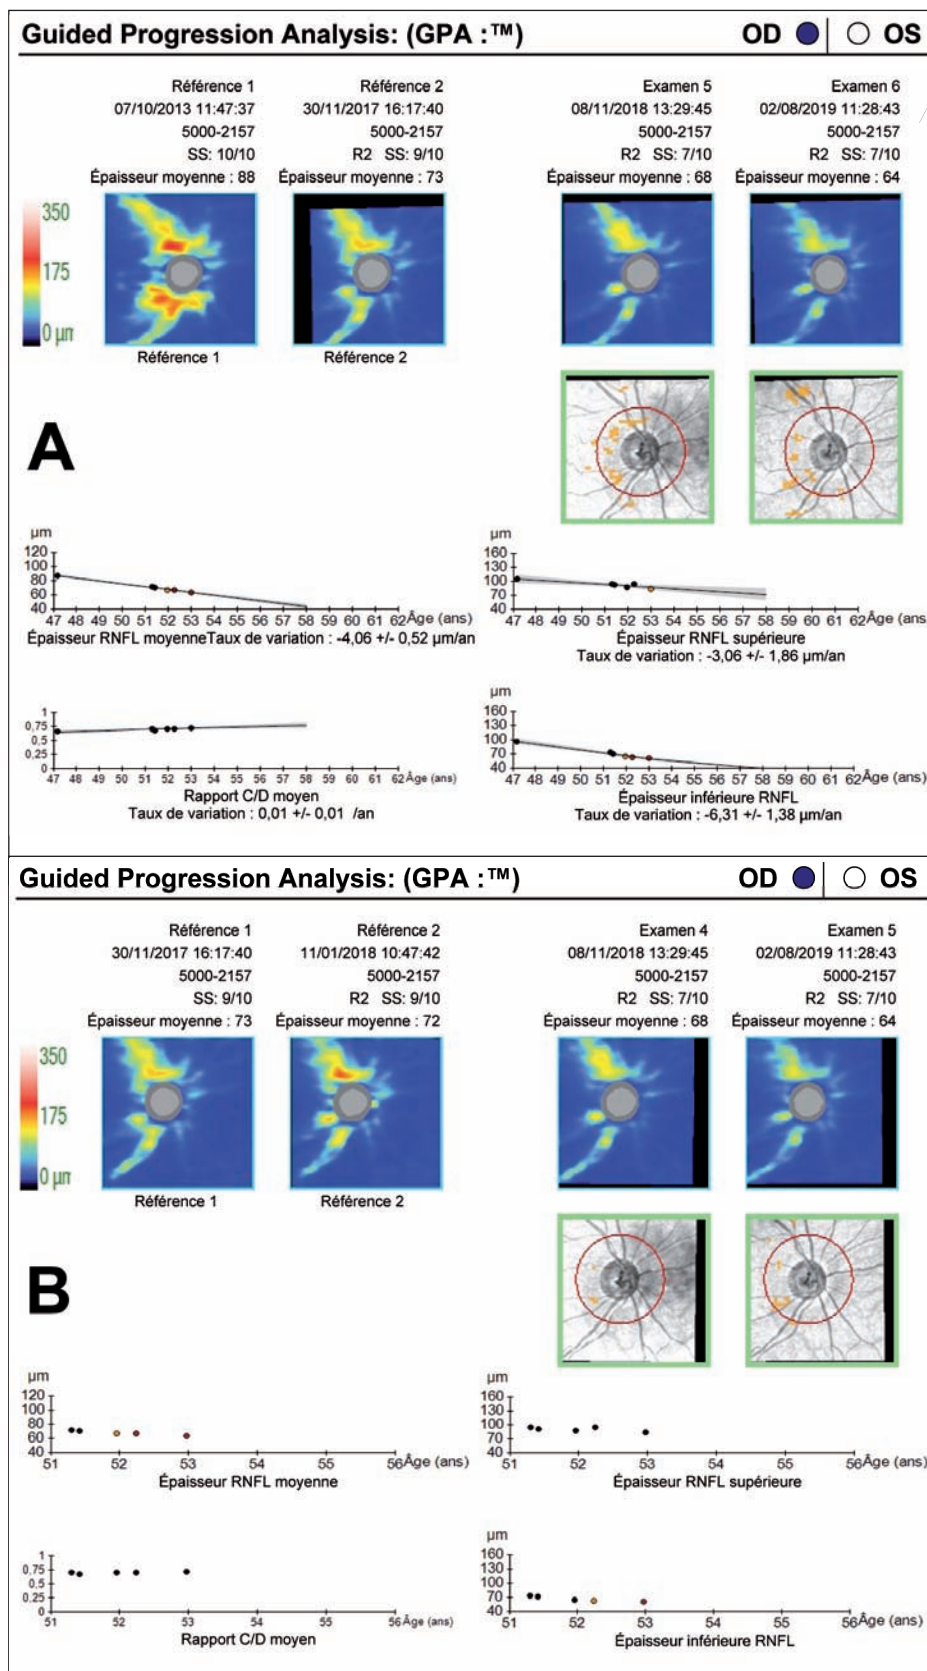 Guided Progression Analysis: (GPA :™) OD OS
Référence 1 Référence 2 Examen 5 Examen 6
07/10/2013 11:47:37 30/11/2017 16:17:40 08/11/2018 13:29:45 02/08/2019 11:28:43
5000-2157 5000-2157 5000-2157 5000-2157
SS: 10/10 R2 SS: 9/10 R2 SS: 7/10 R2 SS: 7/10
Épaisseur moyenne : 88 Épaisseur moyenne : 73 Épaisseur moyenne : 68 Épaisseur moyenne : 64
350
175
0 µm
Référence 1 Référence 2
A
µm
120
100
80
60
40
47 48 49 50 51 52 53 54 55 56 57 58 59 60 61 62 Âge (ans)
Épaisseur RNFL moyenneTaux de variation : -4,06 +/- 0,52 µm/an
µm
160
130
100
70
40
47 48 49 50 51 52 53 54 55 56 57 58 59 60 61 62 Âge (ans)
Épaisseur RNFL supérieure
Taux de variation : -3,06 +/- 1,86 µm/an
1
0,75
0,5
0,25
0
47 48 49 50 51 52 53 54 55 56 57 58 59 60 61 62 Âge (ans)
Rapport C/D moyen
Taux de variation : 0,01 +/- 0,01 /an
µm
160
130
100
70
40
47 48 49 50 51 52 53 54 55 56 57 58 59 60 61 62 Âge (ans)
Épaisseur inférieure RNFL
Taux de variation : -6,31 +/- 1,38 µm/an
Guided Progression Analysis: (GPA :™) OD OS
Référence 1 Référence 2 Examen 4 Examen 5
30/11/2017 16:17:40 11/01/2018 10:47:42 08/11/2018 13:29:45 02/08/2019 11:28:43
5000-2157 5000-2157 5000-2157 5000-2157
SS: 9/10 R2 SS: 9/10 R2 SS: 7/10 R2 SS: 7/10
Épaisseur moyenne : 73 Épaisseur moyenne : 72 Épaisseur moyenne : 68 Épaisseur moyenne : 64
350
175
0 µm
Référence 1 Référence 2
B
µm
120
100
80
60
40
51 52 53 54 55 56 Âge (ans)
Épaisseur RNFL moyenne
µm
160
130
100
70
40
51 52 53 54 55 56 Âge (ans)
Épaisseur RNFL supérieure
1
0,75
0,5
0,25
0
51 52 53 54 55 56 Âge (ans)
Rapport C/D moyen
µm
160
130
100
70
40
51 52 53 54 55 56 Âge (ans)
Épaisseur inférieure RNFL